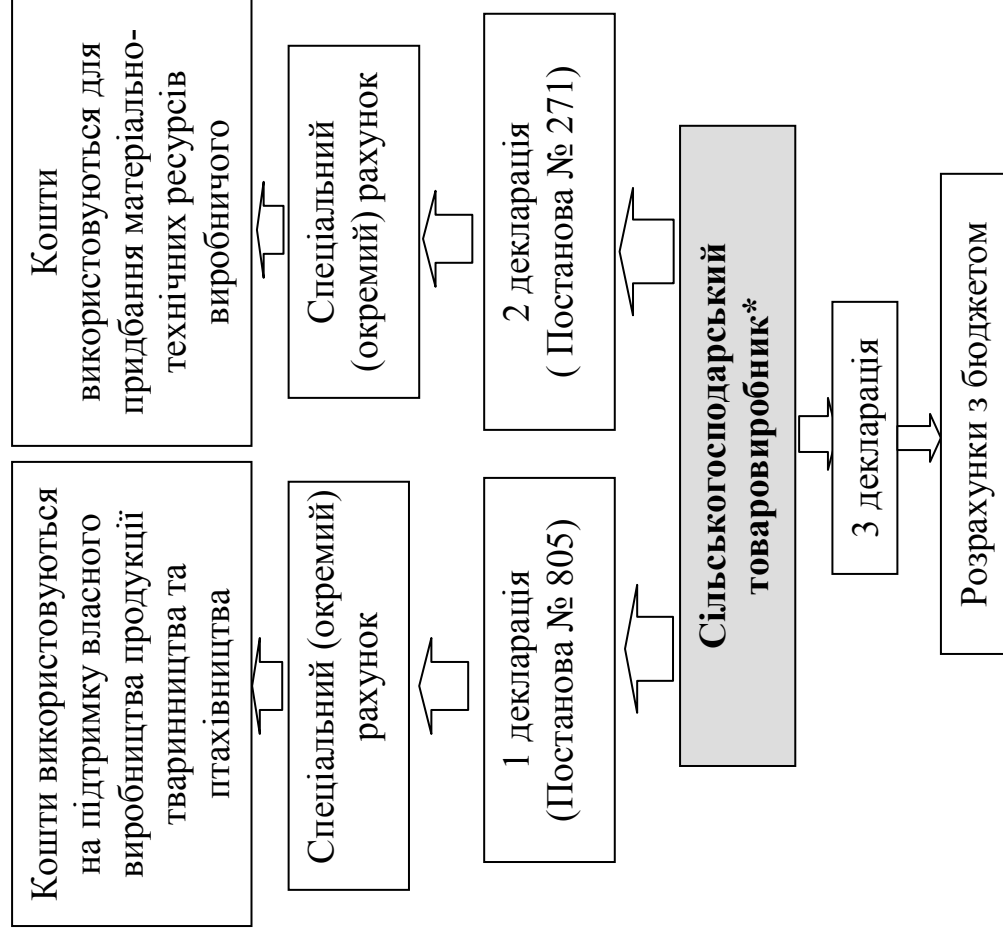 Кошти використовуються
на підтримку власного
виробництва продукції
тваринництва та
птахівництва
Кошти
використовуються для
придбання матеріально-
технічних ресурсів
виробничого
Спеціальний (окремий)
рахунок
Спеціальний
(окремий) рахунок
1 декларація
(Постанова № 805)
2 декларація
( Постанова № 271)
Сільськогосподарський
товаровиробник*
3 декларація
Розрахунки з бюджетом